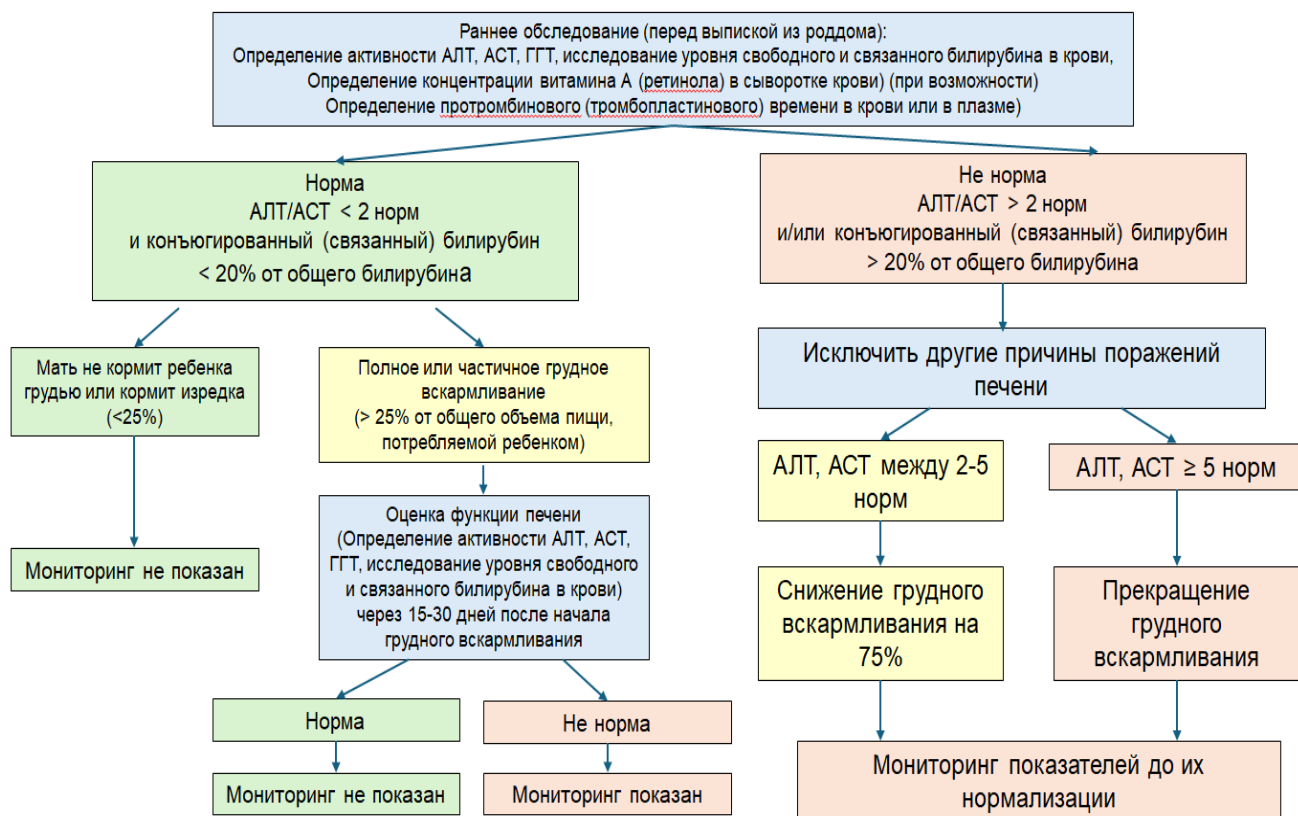 Раннее обследование (перед выпиской из роддома):
Определение активности АЛТ, АСТ, ГГТ, исследование уровня свободного и связанного билирубина в крови,
Определение концентрации витамина А (ретинола) в сыворотке крови) (при возможности)
Определение протромбинового (тромбопластинового) времени в крови или в плазме)
Норма
АЛТ/АСТ < 2 норм
и конъюгированный (связанный) билирубин
< 20% от общего билирубина
Не норма
АЛТ/АСТ > 2 норм
и/или конъюгированный (связанный) билирубин
> 20% от общего билирубина
Мать не кормит ребенка
грудью или кормит изредка
(<25%)
Полное или частичное грудное
вскармливание
(> 25% от общего объема пищи,
потребляемой ребенком)
Исключить другие причины поражений
печени
АЛТ, АСТ между 2-5
норм
АЛТ, АСТ ≥ 5 норм
Оценка функции печени
(Определение активности АЛТ, АСТ,
ГГТ, исследование уровня свободного
и связанного билирубина в крови)
через 15-30 дней после начала
грудного вскармливания
Мониторинг не показан
Снижение грудного
вскармливания на
75%
Прекращение
грудного
вскармливания
Норма
Не норма
Мониторинг не показан
Мониторинг показан
Мониторинг показателей до их
нормализации